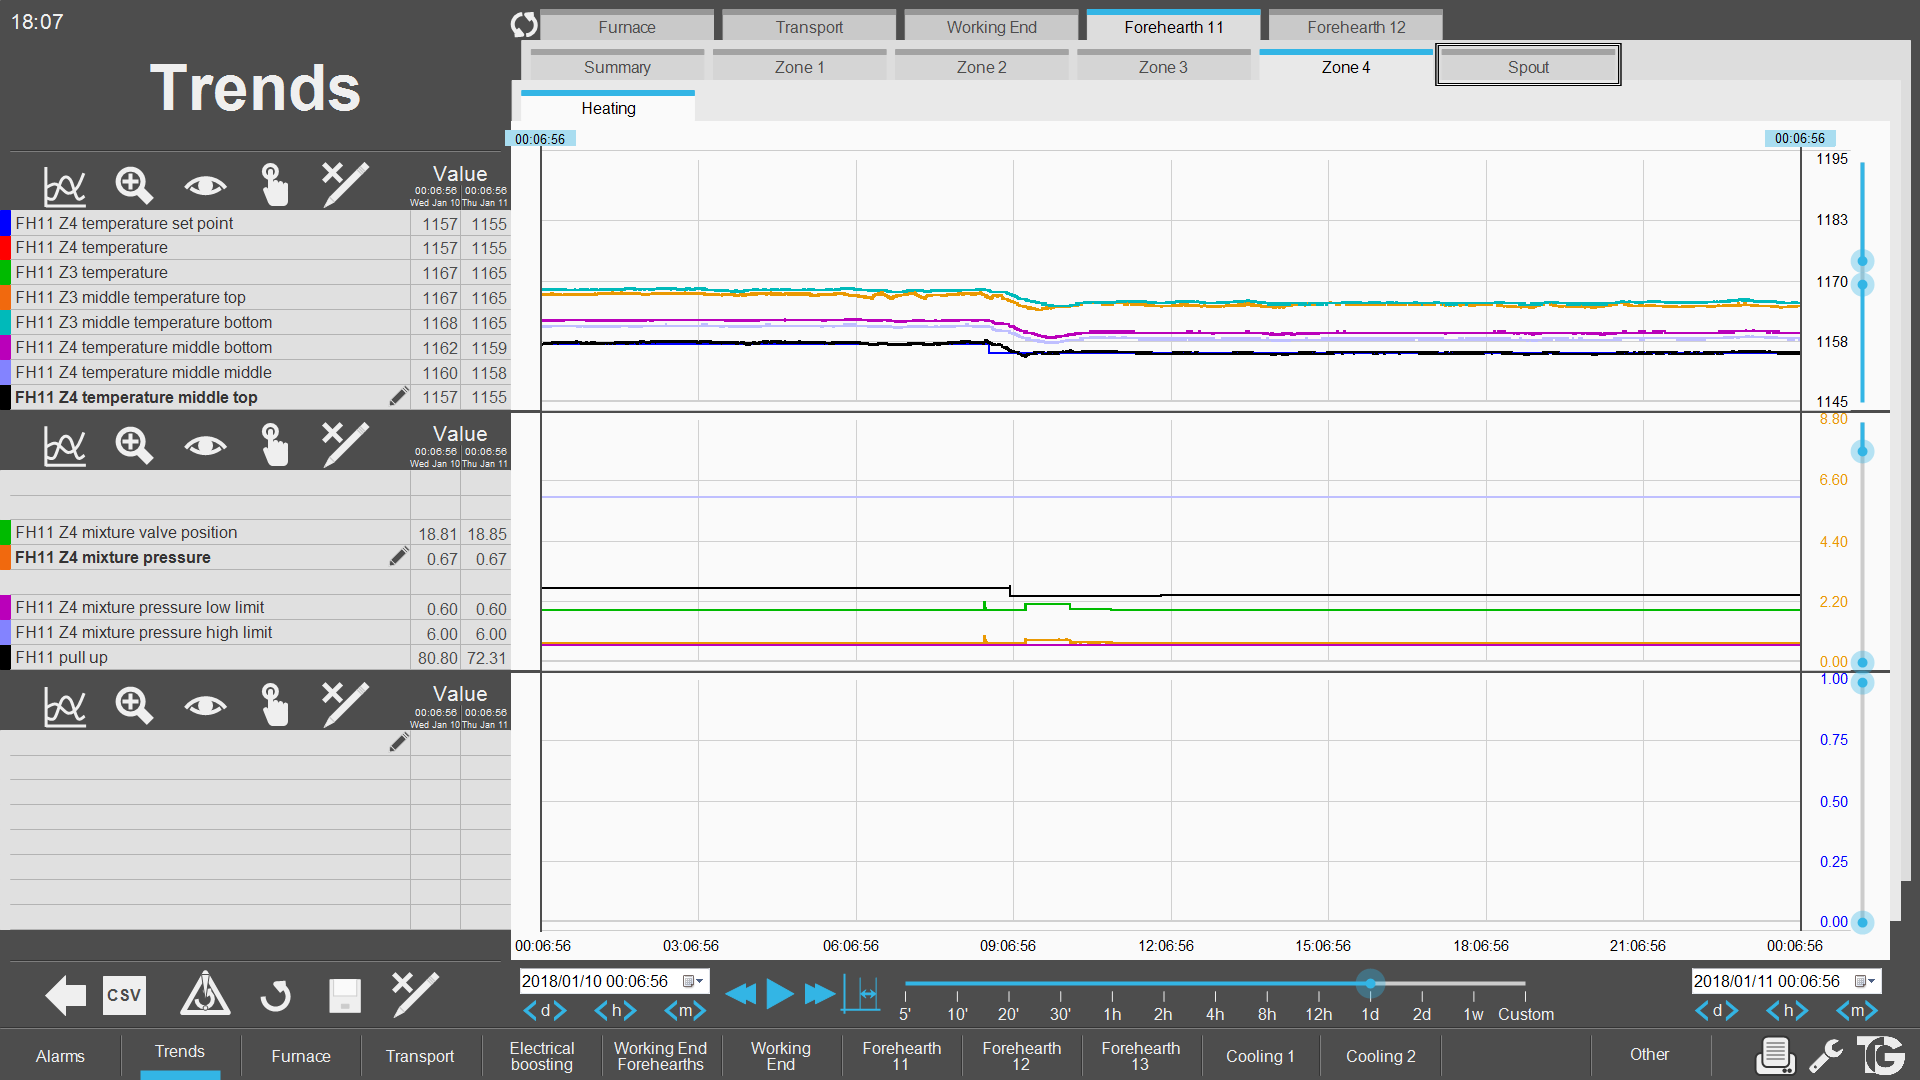 18:07
Trends
Furnace Transport Working End Forehearth 11 Forehearth 12
Summary Zone 1 Zone 2 Zone 3 Zone 4 Spout
Heating
00:06:56 00:06:56
Value
00:06:56 00:06:56
Wed Jan 10 Thu Jan 11
FH11 Z4 temperature set point 1157 1155
FH11 Z4 temperature 1157 1155
FH11 Z3 temperature 1167 1165
FH11 Z3 middle temperature top 1167 1165
FH11 Z3 middle temperature bottom 1168 1165
FH11 Z4 temperature middle bottom 1162 1159
FH11 Z4 temperature middle middle 1160 1158
FH11 Z4 temperature middle top 1157 1155
1195
1183
1170
1158
1145
Value
00:06:56 00:06:56
Wed Jan 10 Thu Jan 11
FH11 Z4 mixture valve position 18.81 18.85
FH11 Z4 mixture pressure 0.67 0.67
FH11 Z4 mixture pressure low limit 0.60 0.60
FH11 Z4 mixture pressure high limit 6.00 6.00
FH11 pull up 80.80 72.31
8.80
6.60
4.40
2.20
0.00
Value
00:06:56 00:06:56
Wed Jan 10 Thu Jan 11
1.00
0.75
0.50
0.25
0.00
00:06:56 03:06:56 06:06:56 09:06:56 12:06:56 15:06:56 18:06:56 21:06:56 00:06:56
CSV
2018/01/10 00:06:56
d h m
5' 10' 20' 30' 1h 2h 4h 8h 12h 1d 2d 1w Custom
2018/01/11 00:06:56
d h m
Alarms
Trends
Furnace
Transport
Electrical
boosting
Working End
Forehearths
Working
End
Forehearth
11
Forehearth
12
Forehearth
13
Cooling 1
Cooling 2
Other
TG